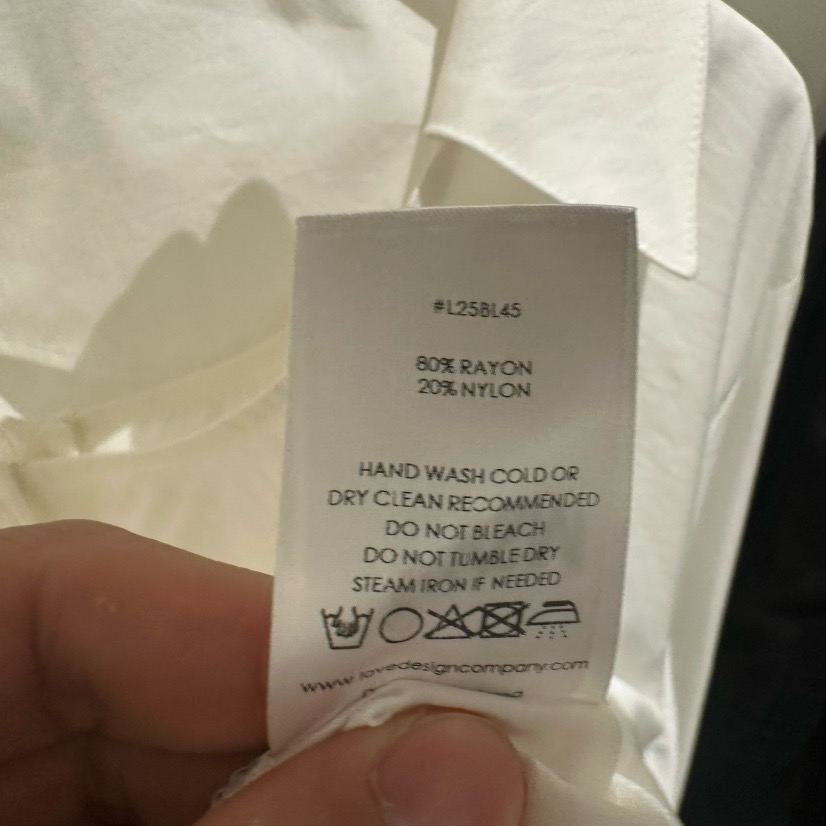 #L25BL45
80% RAYON
20% NYLON
HAND WASH COLD OR
DRY CLEAN RECOMMENDED
DO NOT BLEACH
DO NOT TUMBLE DRY
STEAM IRON IF NEEDED
www.lovedesigncompany.com